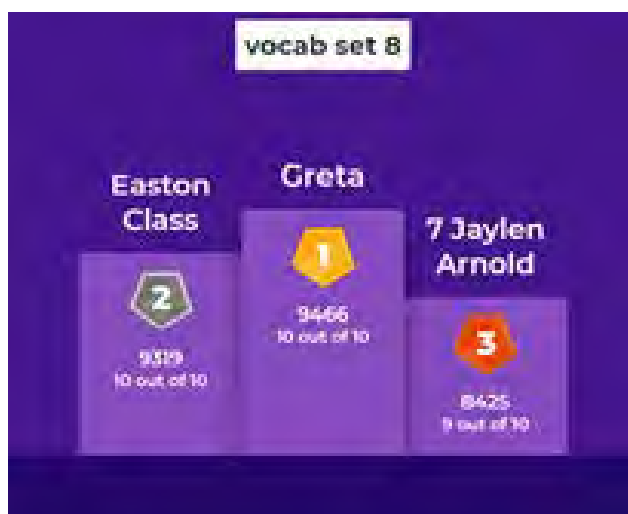 vocab set 8
Easton
Class
2
9319
10 out of 10
Greta
1
9466
10 out of 10
7 Jaylen
Arnold
3
8425
9 out of 10